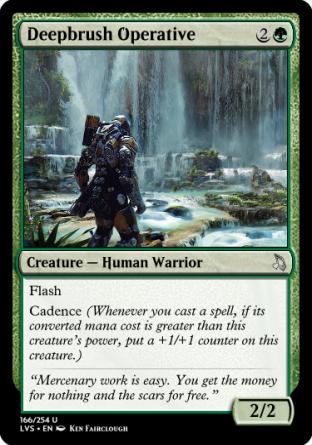 Deepbrush Operative 2
Creature — Human Warrior
Flash
Cadence (Whenever you cast a spell, if its
converted mana cost is greater than this
creature's power, put a +1/+1 counter on this
creature.)
"Mercenary work is easy. You get the money
for nothing and the scars for free."
2/2
166/254 U
LVS • EN Ken Fairclough